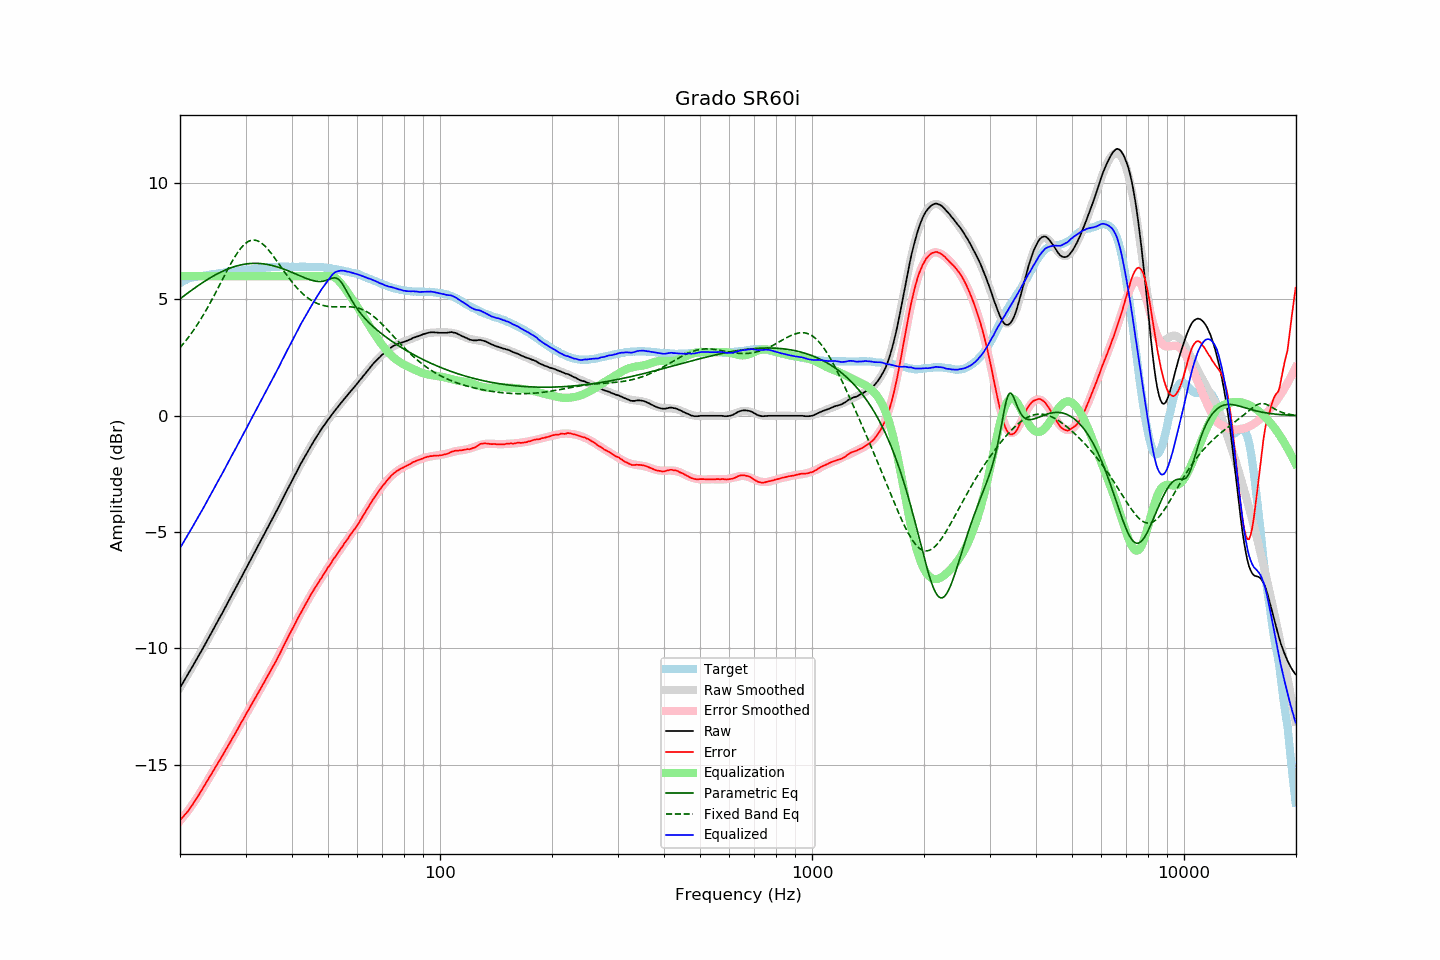 Grado SR60i
Amplitude (dBr)
10
5
0
−5
−10
−15
Target
Raw Smoothed
Error Smoothed
Raw
Error
Equalization
Parametric Eq
Fixed Band Eq
Equalized
100
1000
10000
Frequency (Hz)